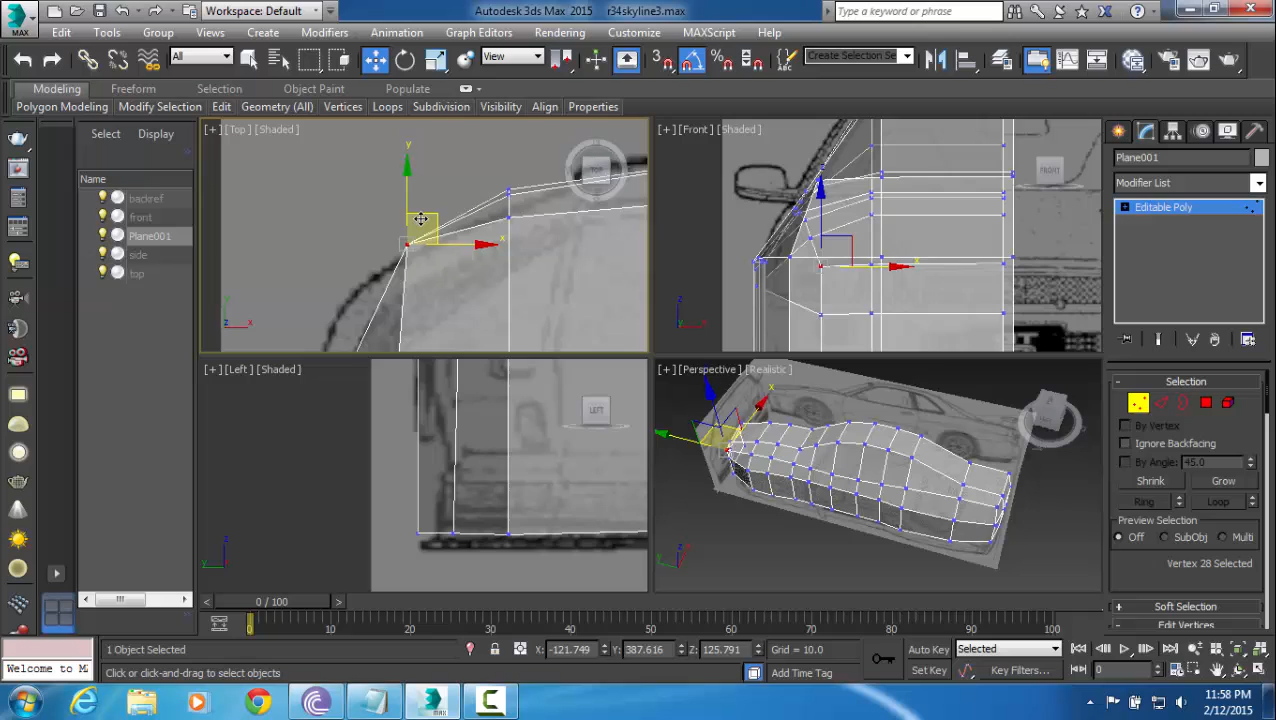 MAX
Workspace: Default
Autodesk 3ds Max 2015 r34skyline3.max
Type a keyword or phrase
Edit Tools Group Views Create Modifiers Animation Graph Editors Rendering Customize MAXScript Help
All
View
Create Selection Se
Modeling Freeform Selection Object Paint Populate
Polygon Modeling Modify Selection Edit Geometry (All) Vertices Loops Subdivision Visibility Align Properties
Select Display
Name
backref
front
Plane001
side
top
[+] [Top] [Shaded]
TOP
[+] [Front] [Shaded]
FRONT
[+] [Left] [Shaded]
LEFT
[+] [Perspective] [Realistic]
Plane001
Modifier List
Editable Poly
Selection
By Vertex
Ignore Backfacing
By Angle: 45.0
Shrink Grow
Ring Loop
Preview Selection
Off SubObj Multi
Vertex 28 Selected
Soft Selection
Edit Vertices
0 / 100
0 10 20 30 40 50 60 70 80 90 100
1 Object Selected
X: -121.749 Y: 387.616 Z: 125.791 Grid = 10.0
Auto Key Selected
Welcome to M
Click or click-and-drag to select objects
Add Time Tag
Set Key Key Filters... 0
11:58 PM
2/12/2015